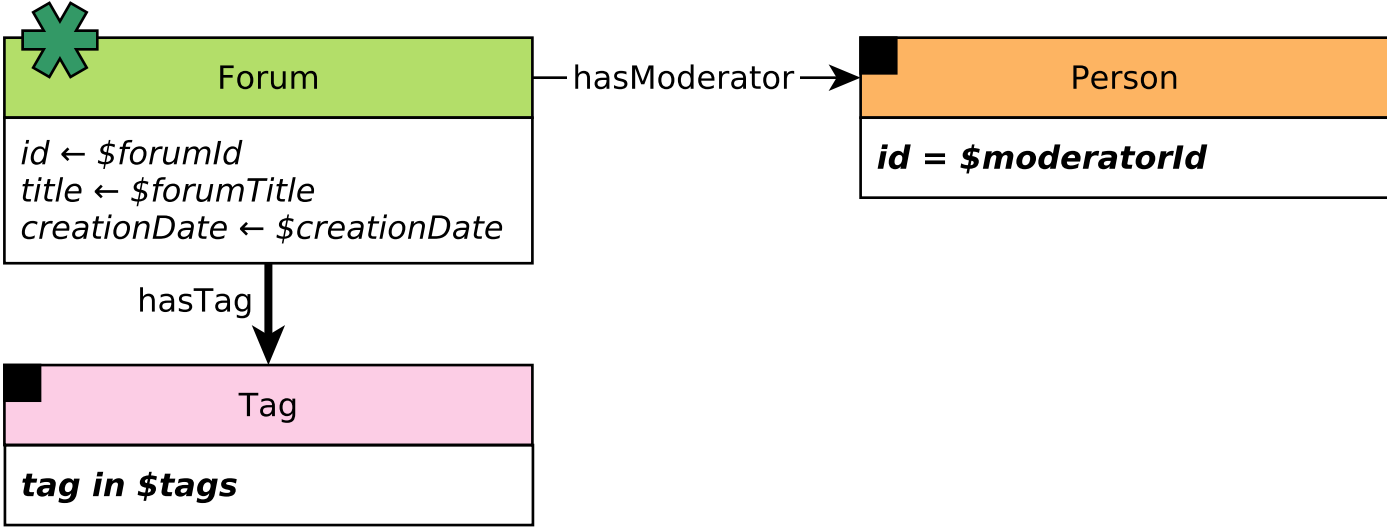 Forum
hasModerator
Person
id ← $forumId
title ← $forumTitle
creationDate ← $creationDate
id = $moderatorId
hasTag
Tag
tag in $tags